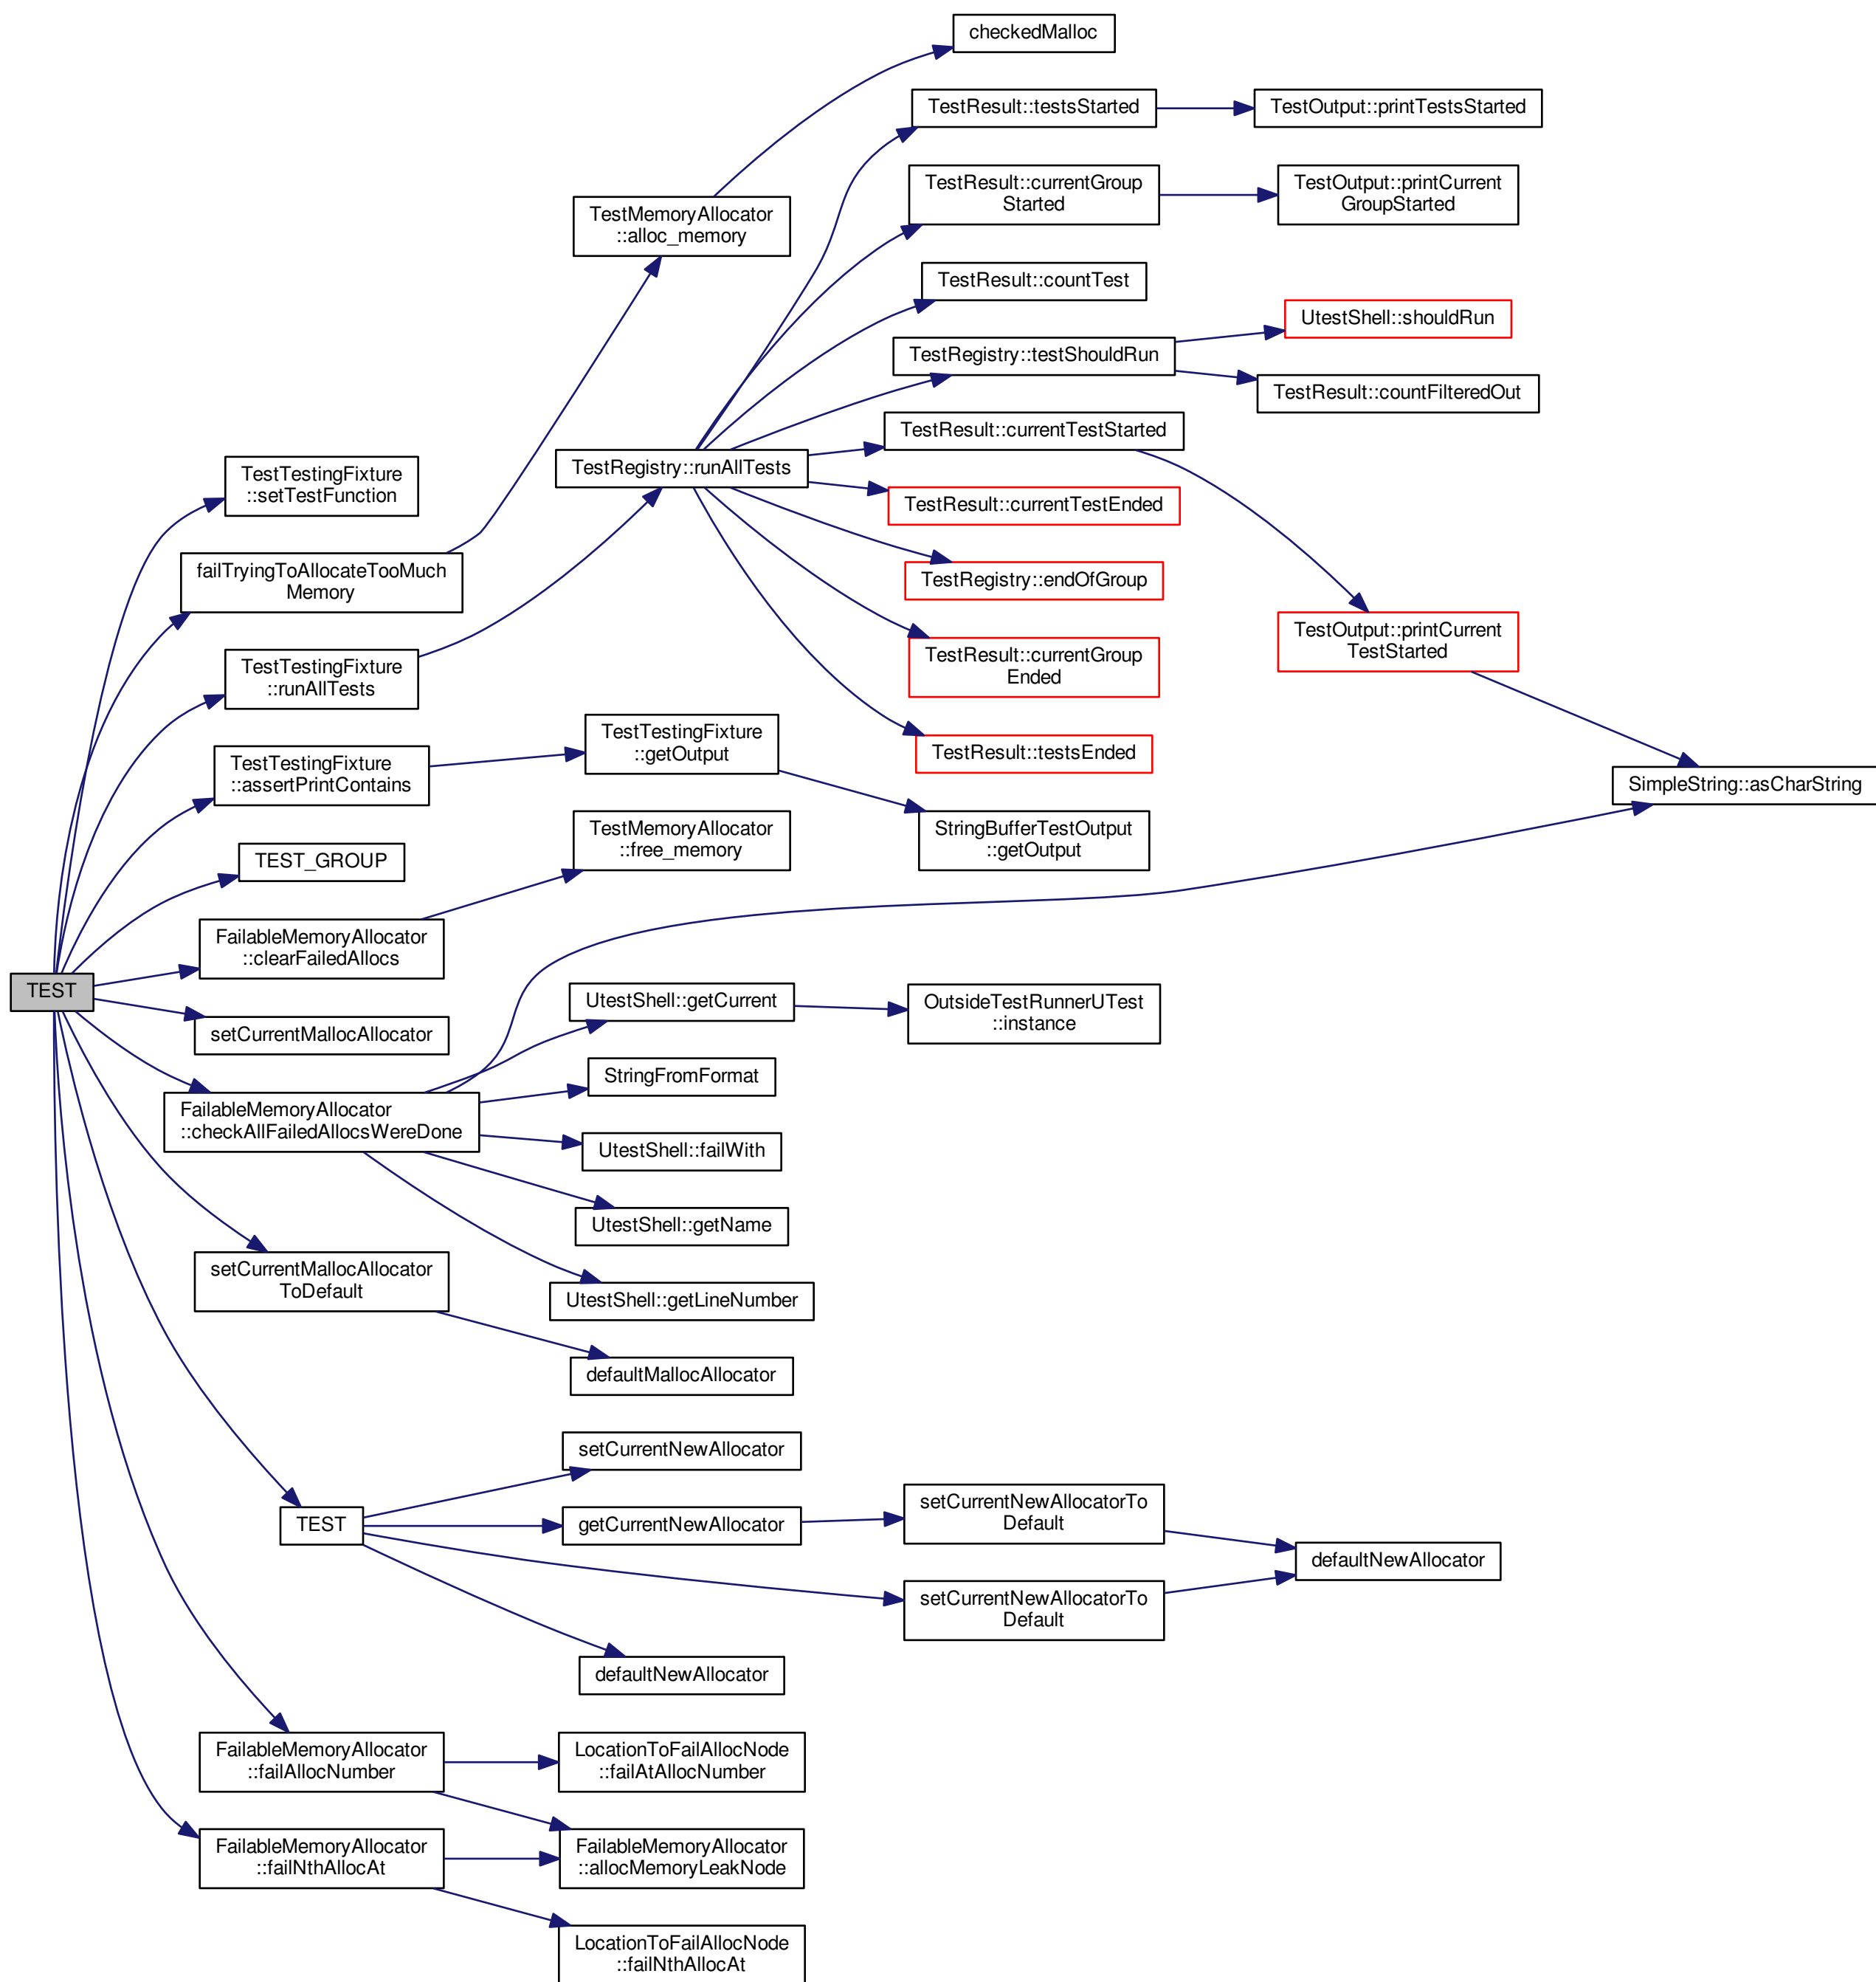 checkedMalloc
TestResult::testsStarted
TestOutput::printTestsStarted
TestResult::currentGroup
Started
TestOutput::printCurrent
GroupStarted
TestMemoryAllocator
::alloc_memory
TestResult::countTest
UtestShell::shouldRun
TestRegistry::testShouldRun
TestResult::countFilteredOut
TestResult::currentTestStarted
TestRegistry::runAllTests
TestTestingFixture
::setTestFunction
TestResult::currentTestEnded
failTryingToAllocateTooMuch
Memory
TestRegistry::endOfGroup
TestOutput::printCurrent
TestStarted
TestTestingFixture
::runAllTests
TestResult::currentGroup
Ended
TestTestingFixture
::getOutput
TestResult::testsEnded
TestTestingFixture
::assertPrintContains
SimpleString::asCharString
TestMemoryAllocator
::free_memory
StringBufferTestOutput
::getOutput
TEST_GROUP
FailableMemoryAllocator
::clearFailedAllocs
TEST
UtestShell::getCurrent
OutsideTestRunnerUTest
::instance
setCurrentMallocAllocator
StringFromFormat
FailableMemoryAllocator
::checkAllFailedAllocsWereDone
UtestShell::failWith
UtestShell::getName
setCurrentMallocAllocator
ToDefault
UtestShell::getLineNumber
defaultMallocAllocator
setCurrentNewAllocator
TEST
getCurrentNewAllocator
setCurrentNewAllocatorTo
Default
defaultNewAllocator
setCurrentNewAllocatorTo
Default
defaultNewAllocator
FailableMemoryAllocator
::failAllocNumber
LocationToFailAllocNode
::failAtAllocNumber
FailableMemoryAllocator
::failNthAllocAt
FailableMemoryAllocator
::allocMemoryLeakNode
LocationToFailAllocNode
::failNthAllocAt